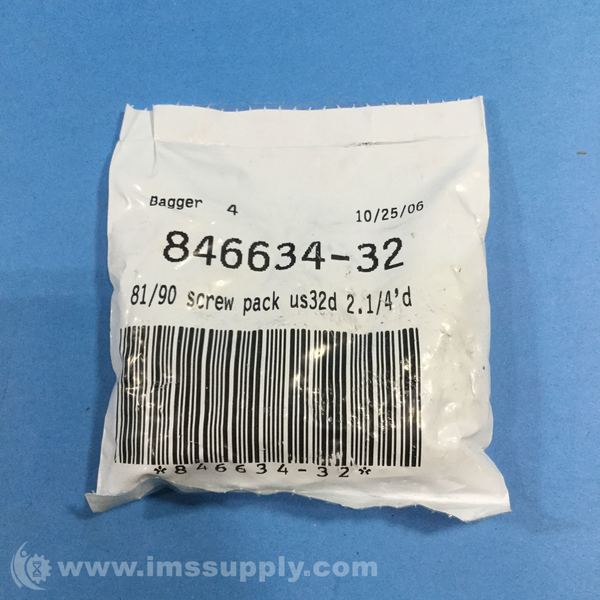 Bagger 4 10/25/06
846634-32
81/90 screw pack us32d 2.1/4'd
*846634-32*
www.imssupply.com